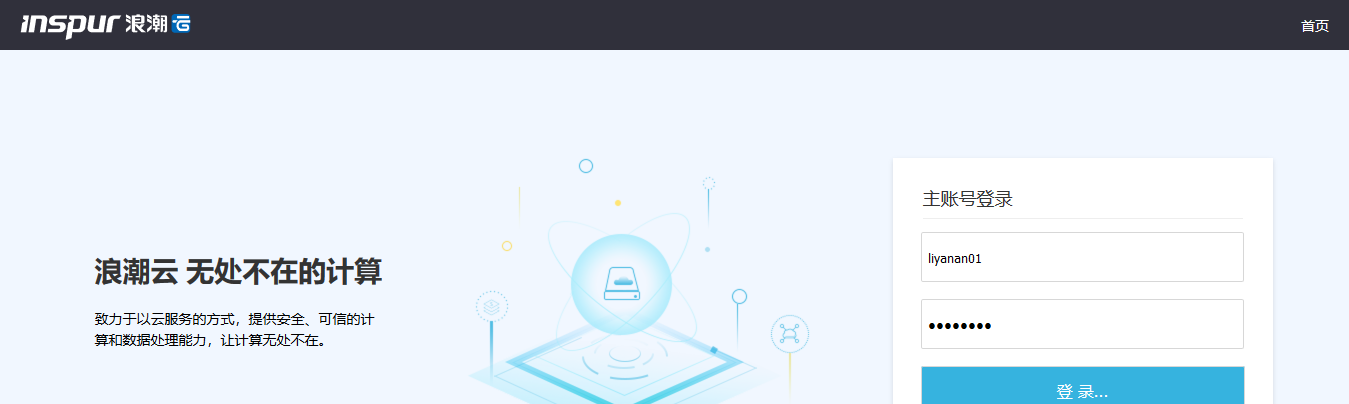 inspur 浪潮云
首页
主账号登录
liyanan01
浪潮云 无处不在的计算
致力于以云服务的方式，提供安全、可信的计
算和数据处理能力，让计算无处不在。
••••••••
登 录...